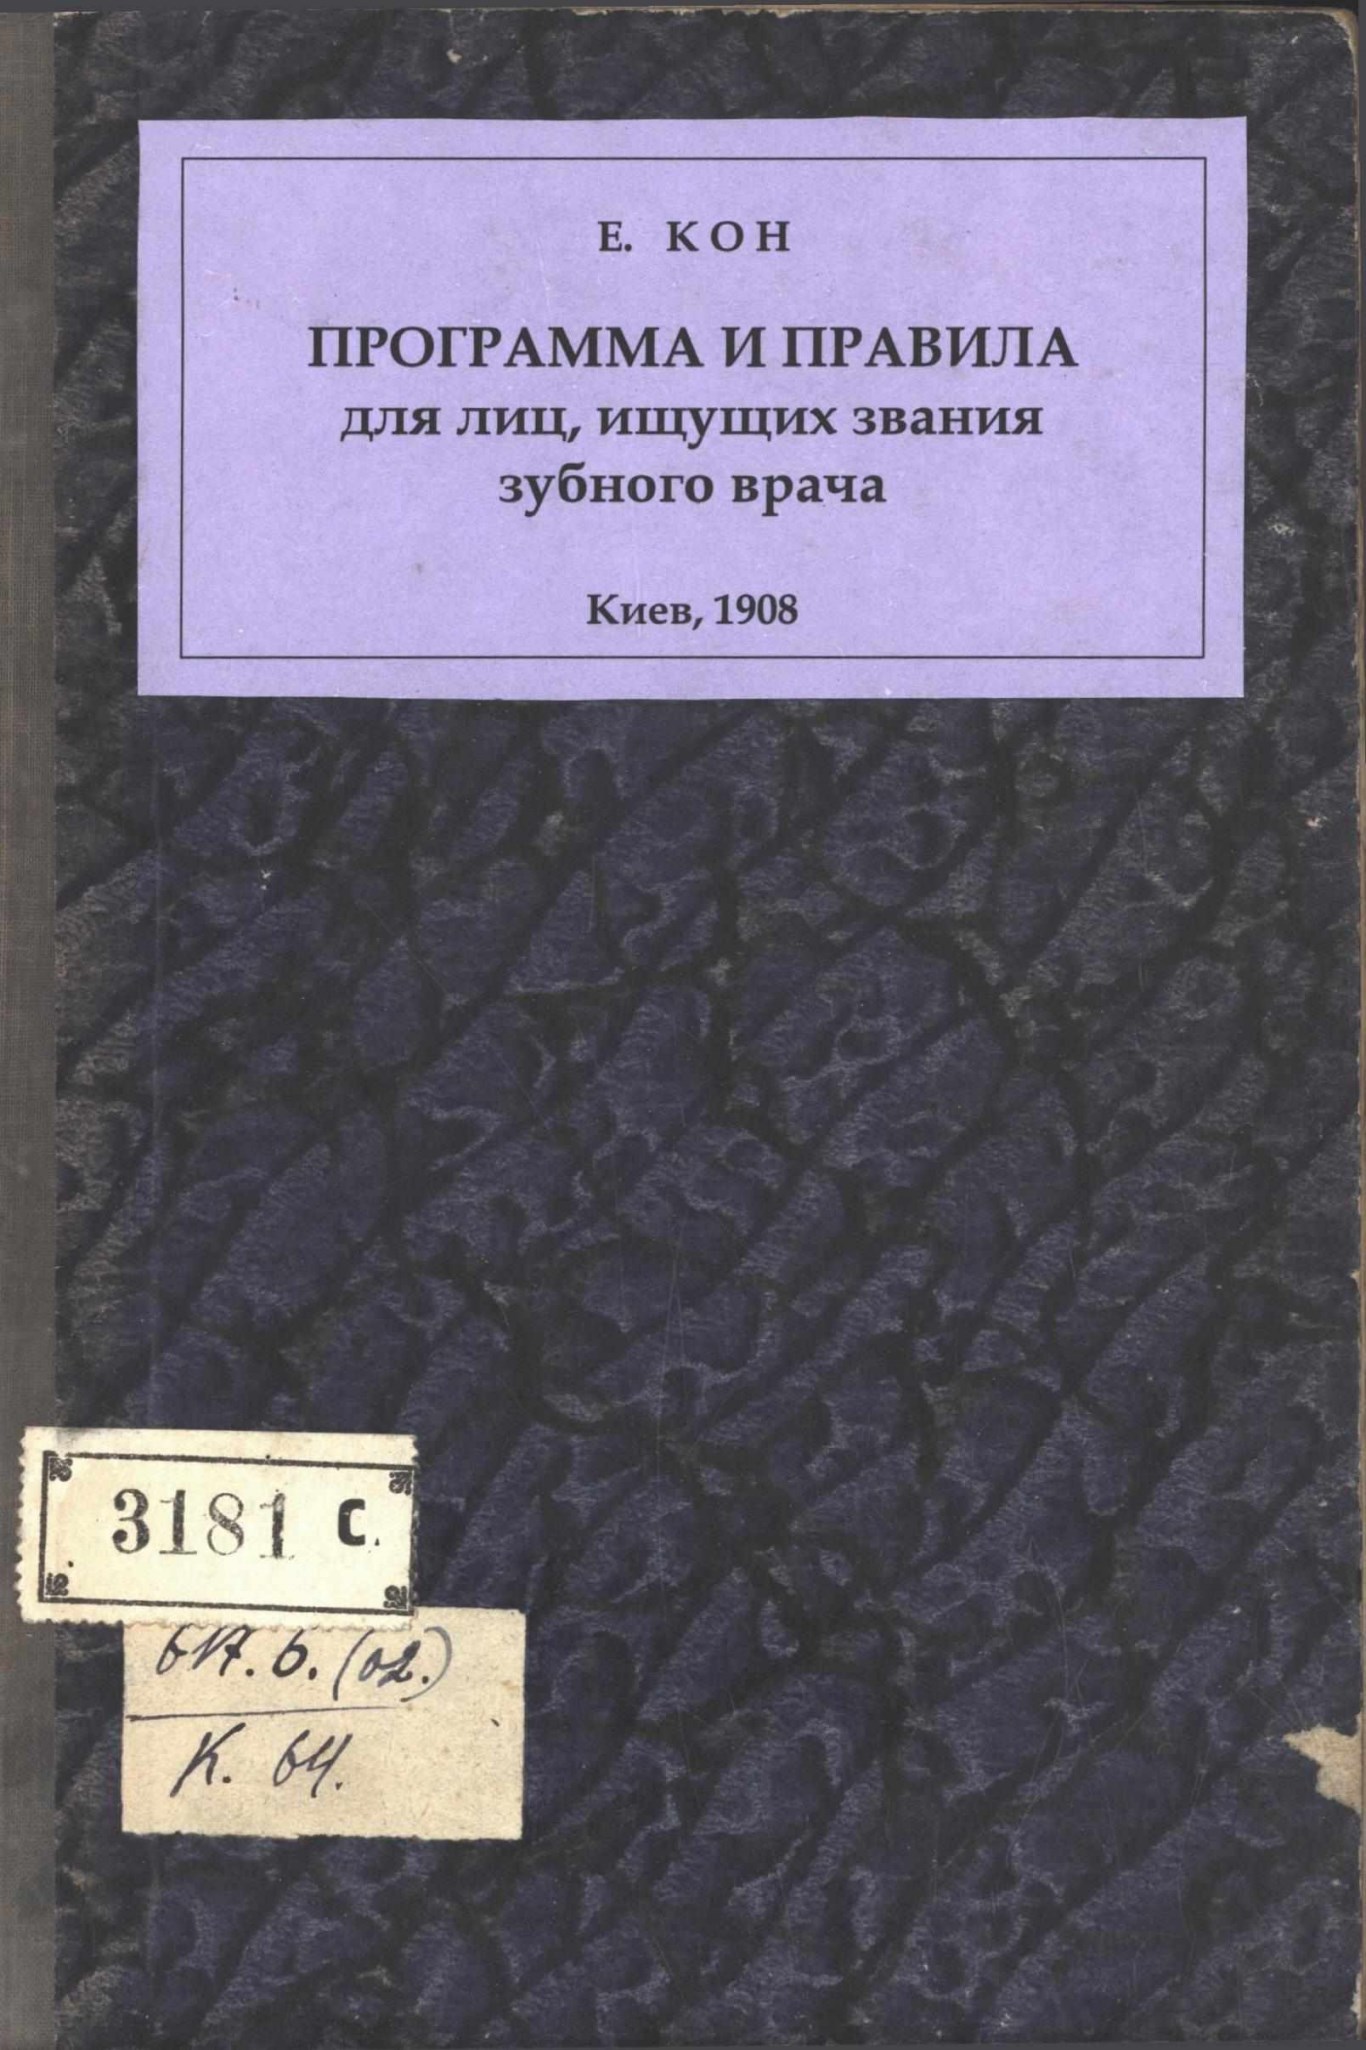 Е. КОН
ПРОГРАММА И ПРАВИЛА
для лиц, ищущих звания
зубного врача
Киев, 1908
3181 С.
617.6.(02.)
К. 64.